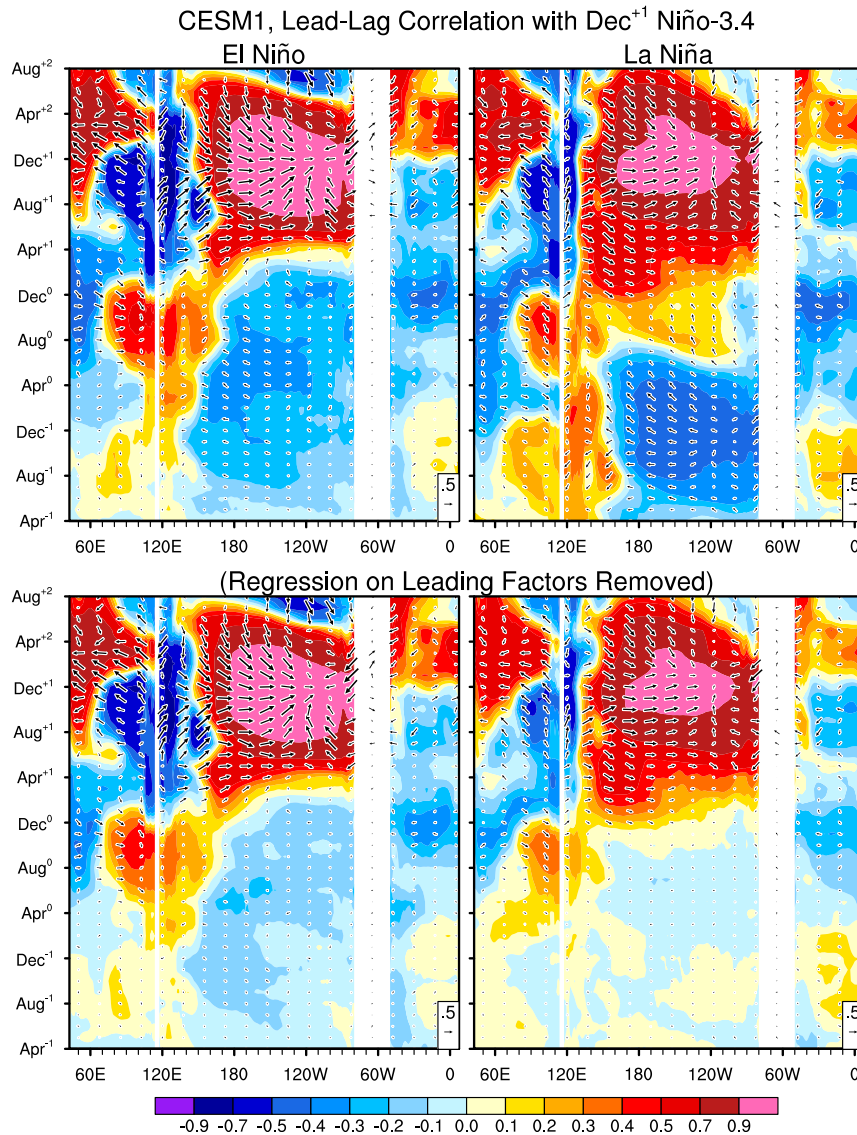 CESM1, Lead-Lag Correlation with Dec⁺¹ Niño-3.4
El Niño
La Niña
Aug⁺²
Apr⁺²
Dec⁺¹
Aug⁺¹
Apr⁺¹
Dec⁰
Aug⁰
Apr⁰
Dec⁻¹
Aug⁻¹
Apr⁻¹
.5
.5
60E 120E 180 120W 60W 0
60E 120E 180 120W 60W 0
(Regression on Leading Factors Removed)
Aug⁺²
Apr⁺²
Dec⁺¹
Aug⁺¹
Apr⁺¹
Dec⁰
Aug⁰
Apr⁰
Dec⁻¹
Aug⁻¹
Apr⁻¹
.5
.5
60E 120E 180 120W 60W 0
60E 120E 180 120W 60W 0
-0.9 -0.7 -0.5 -0.4 -0.3 -0.2 -0.1 0.0 0.1 0.2 0.3 0.4 0.5 0.7 0.9